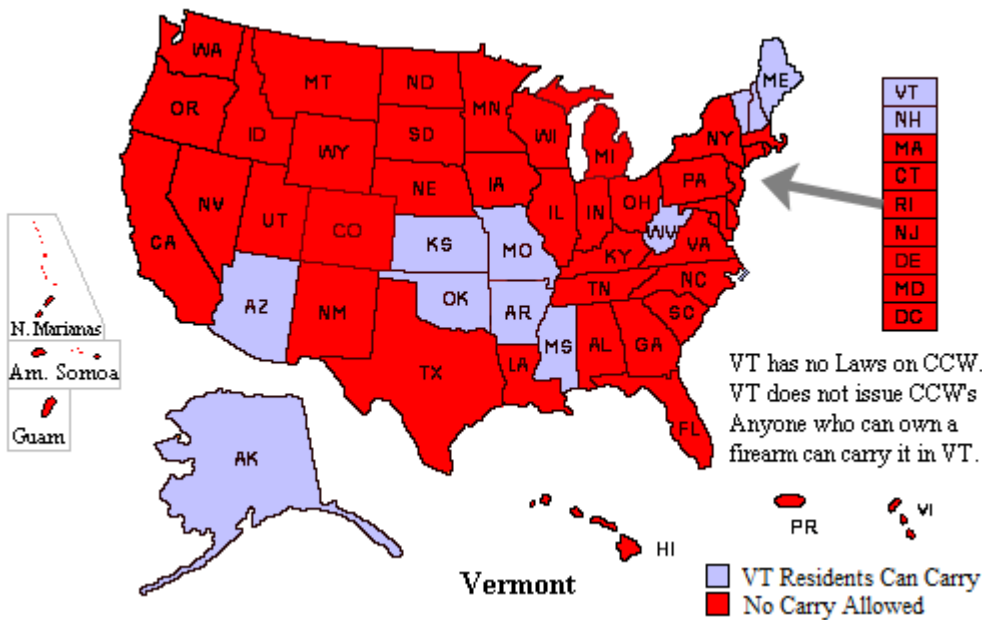 WA
MT
ND
MN
ME
OR
ID
SD
WI
MI
NY
WY
IA
PA
NE
NV
UT
CO
IL
IN
OH
WV
VA
KS
MO
KY
CA
NC
TN
AZ
NM
OK
AR
SC
MS
AL
GA
TX
LA
FL
AK
HI
VT
NH
MA
CT
RI
NJ
DE
MD
DC
N. Marianas
Am. Somoa
Guam
VT has no Laws on CCW.
VT does not issue CCW's
Anyone who can own a
firearm can carry it in VT.
PR
VI
Vermont
VT Residents Can Carry
No Carry Allowed